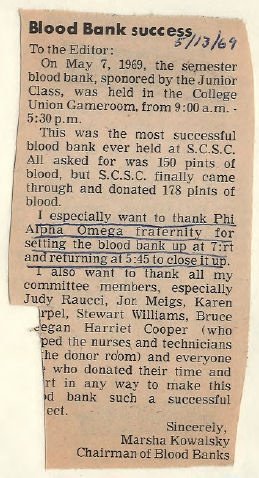 Blood Bank success
5/13/69
To the Editor:
On May 7, 1969, the semester
blood bank, sponored by the Junior
Class, was held in the College
Union Gameroom, from 9:00 a.m. -
5:30 p.m.
This was the most successful
blood bank ever held at S.C.S.C.
All asked for was 150 pints of
blood, but S.C.S.C. finally came
through and donated 178 pints of
blood.
I especially want to thank Phi
Alpha Omega fraternity for
setting the blood bank up at 7:rt
and returning at 5:45 to close it up.
I also want to thank all my
committee members, especially
Judy Raucci, Jon Meigs, Karen
rpel, Stewart Williams, Bruce
egan Harriet Cooper (who
ped the nurses and technicians
the donor room) and everyone
who donated their time and
rt in any way to make this
d bank such a successful
ect.
Sincerely,
Marsha Kowalsky
Chairman of Blood Banks